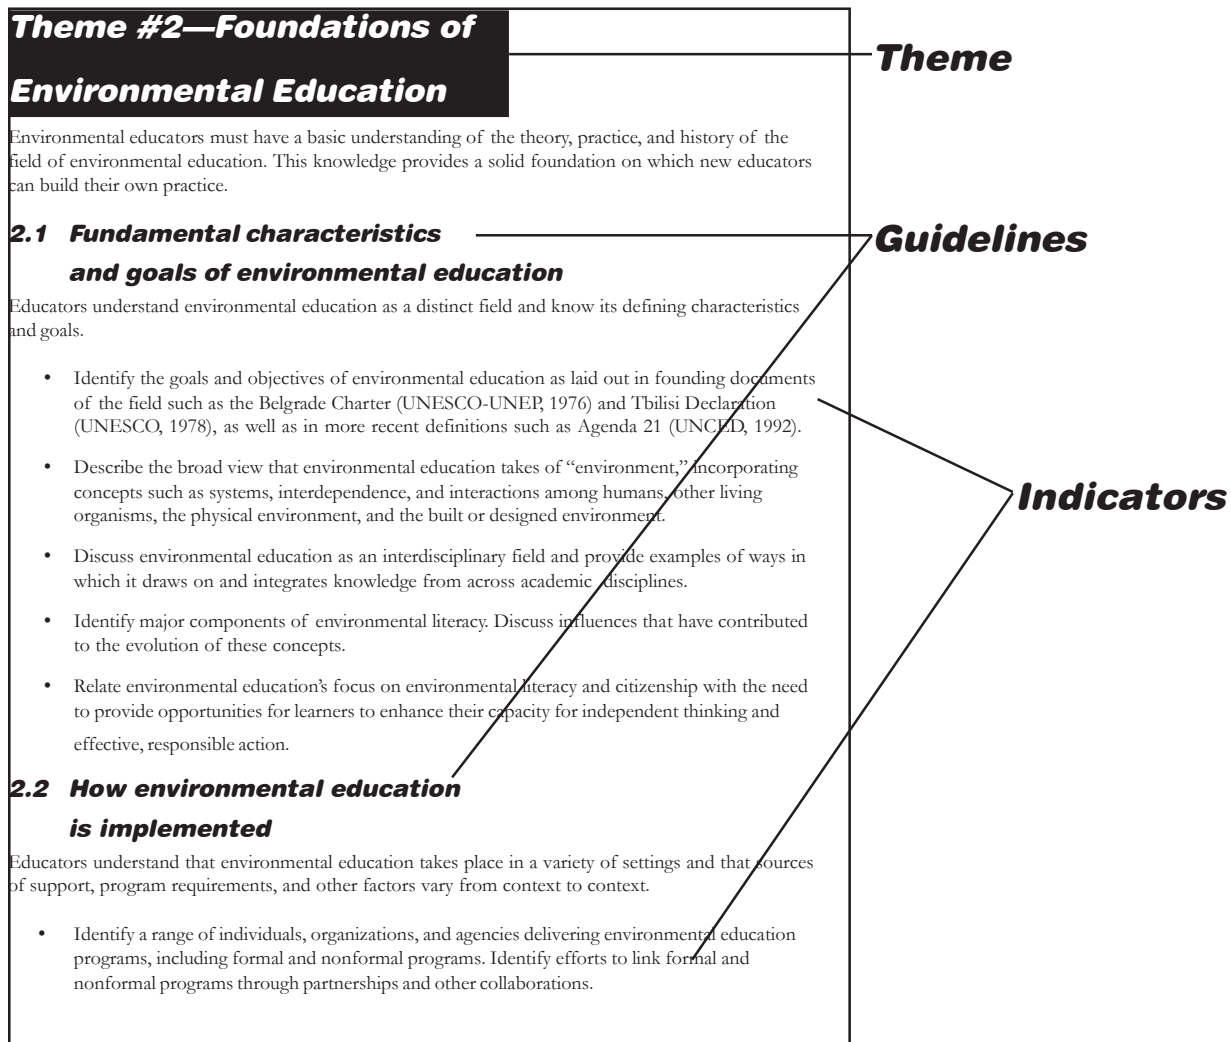 Theme #2—Foundations of
Environmental Education
Theme
Environmental educators must have a basic understanding of the theory, practice, and history of the
field of environmental education. This knowledge provides a solid foundation on which new educators
can build their own practice.
2.1 Fundamental characteristics
and goals of environmental education
Guidelines
Educators understand environmental education as a distinct field and know its defining characteristics
and goals.
• Identify the goals and objectives of environmental education as laid out in founding documents
of the field such as the Belgrade Charter (UNESCO-UNEP, 1976) and Tbilisi Declaration
(UNESCO, 1978), as well as in more recent definitions such as Agenda 21 (UNCED, 1992).
• Describe the broad view that environmental education takes of “environment,” incorporating
concepts such as systems, interdependence, and interactions among humans, other living
organisms, the physical environment, and the built or designed environment.
Indicators
• Discuss environmental education as an interdisciplinary field and provide examples of ways in
which it draws on and integrates knowledge from across academic disciplines.
• Identify major components of environmental literacy. Discuss influences that have contributed
to the evolution of these concepts.
• Relate environmental education’s focus on environmental literacy and citizenship with the need
to provide opportunities for learners to enhance their capacity for independent thinking and
effective, responsible action.
2.2 How environmental education
is implemented
Educators understand that environmental education takes place in a variety of settings and that sources
of support, program requirements, and other factors vary from context to context.
• Identify a range of individuals, organizations, and agencies delivering environmental education
programs, including formal and nonformal programs. Identify efforts to link formal and
nonformal programs through partnerships and other collaborations.